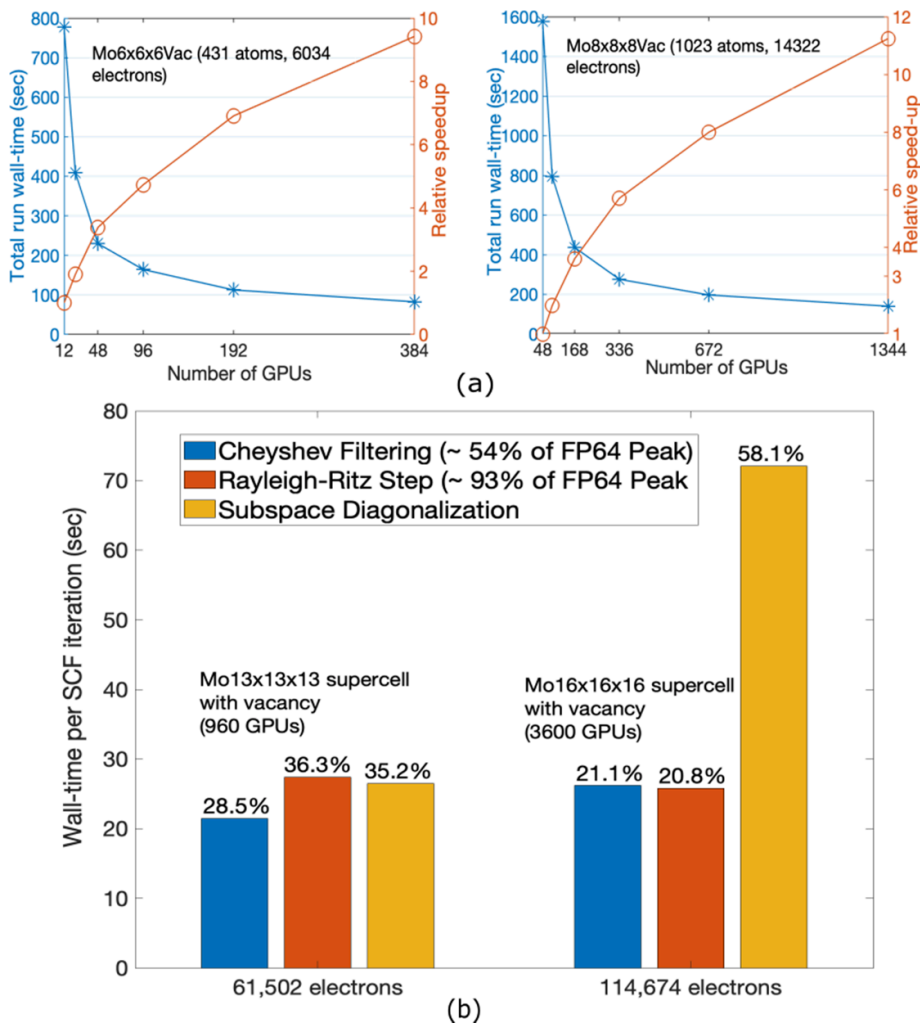 Mo6x6x6Vac (431 atoms, 6034
electrons)
Total run wall-time (sec)
800
700
600
500
400
300
200
100
0
Relative speedup
10
8
6
4
2
0
12 48 96 192 384
Number of GPUs
Mo8x8x8Vac (1023 atoms, 14322
electrons)
Total run wall-time (sec)
1600
1400
1200
1000
800
600
400
200
0
Relative speed-up
12
11
8
6
4
3
1
48 168 336 672 1344
Number of GPUs
(a)
Wall-time per SCF iteration (sec)
80
70
60
50
40
30
20
10
0
Cheyshev Filtering (~ 54% of FP64 Peak)
Rayleigh-Ritz Step (~ 93% of FP64 Peak
Subspace Diagonalization
58.1%
Mo13x13x13 supercell
with vacancy
(960 GPUs)
28.5% 36.3% 35.2%
Mo16x16x16 supercell
with vacancy
(3600 GPUs)
21.1% 20.8%
61,502 electrons 114,674 electrons
(b)